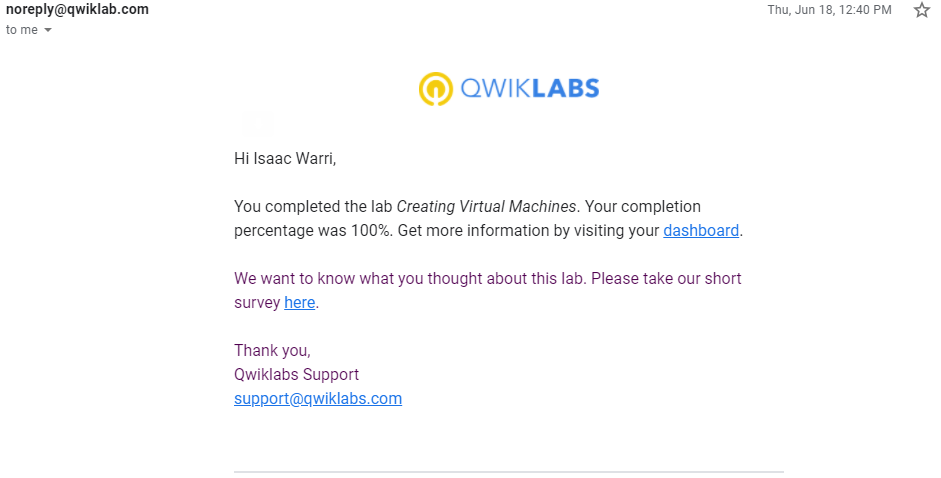 noreply@qwiklab.com
Thu, Jun 18, 12:40 PM
to me
QWIKLABS
Hi Isaac Warri,
You completed the lab Creating Virtual Machines. Your completion
percentage was 100%. Get more information by visiting your dashboard.
We want to know what you thought about this lab. Please take our short
survey here.
Thank you,
Qwiklabs Support
support@qwiklabs.com